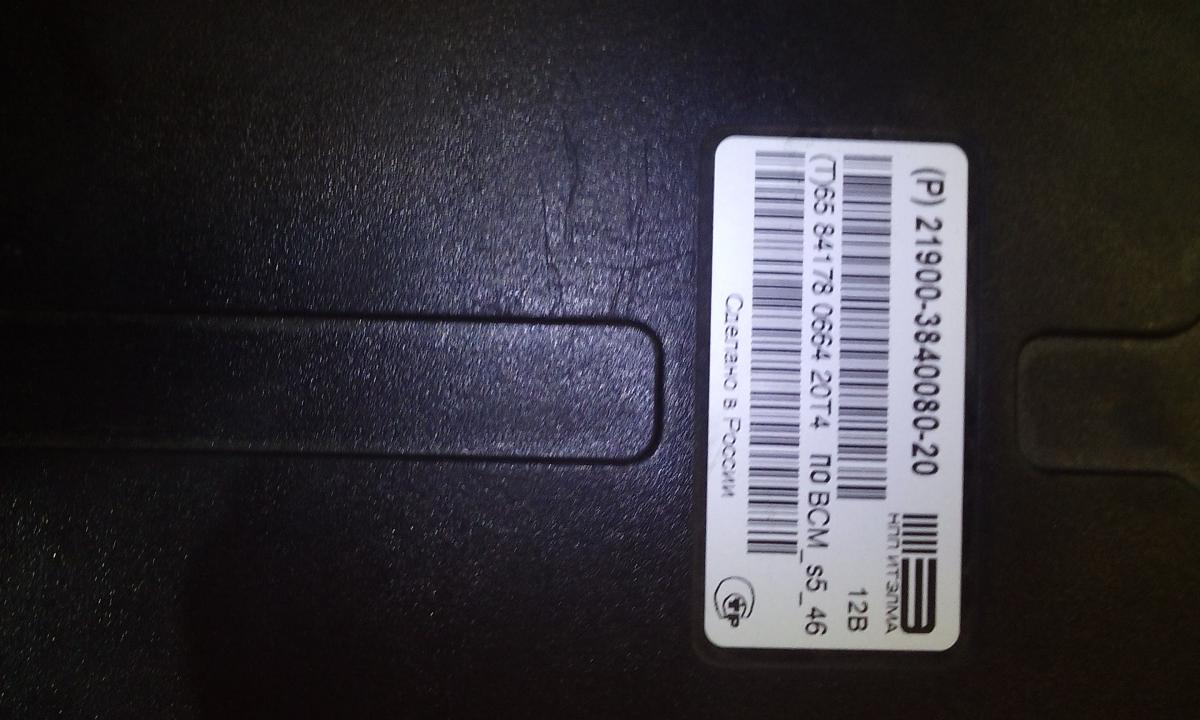 (P) 21900-3840080-20
НПП ИТЭЛМА
12В
(T)65 84178 0664 20T4 ПО BCM_s5_46
Сделано в России